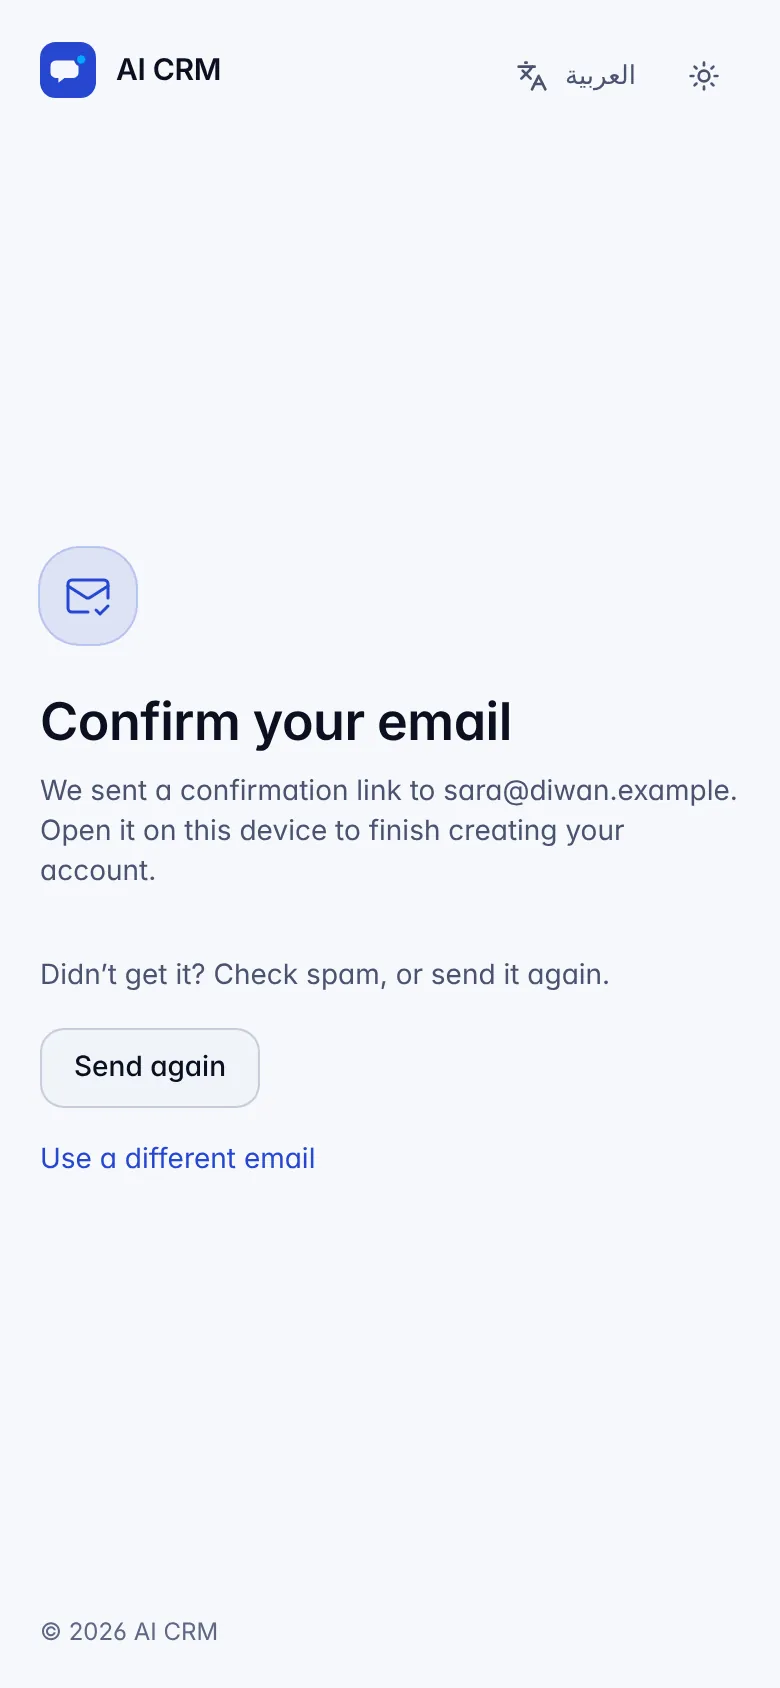 AI CRM
العربية
Confirm your email
We sent a confirmation link to sara@diwan.example.
Open it on this device to finish creating your
account.
Didn’t get it? Check spam, or send it again.
Send again
Use a different email
© 2026 AI CRM